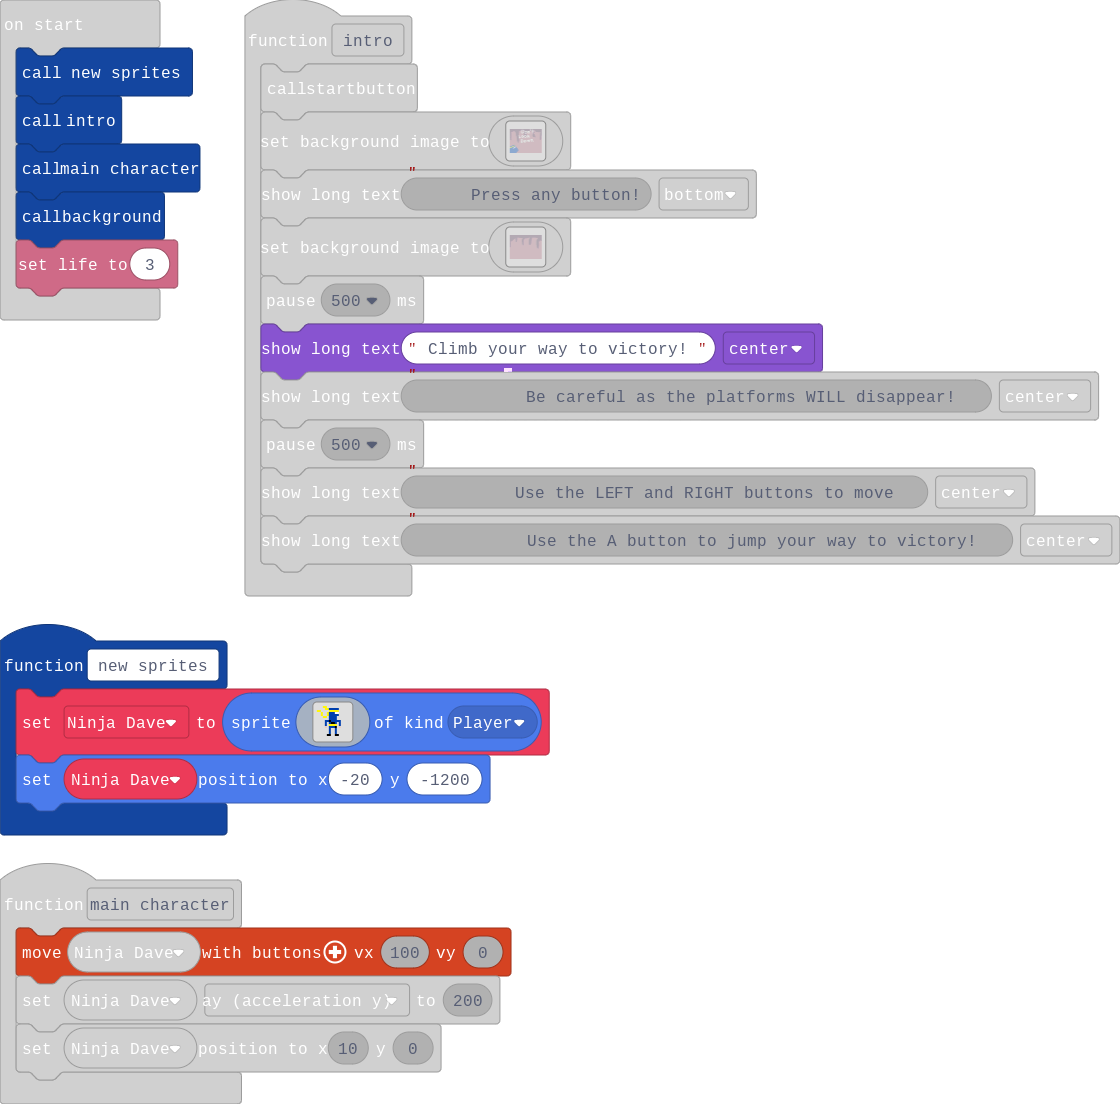 on start
call new sprites
call intro
call main character
call background
set life to 3
function intro
call startbutton
set background image to
show long text " Press any button! bottom
set background image to
pause 500 ms
show long text " Climb your way to victory! " center
show long text " Be careful as the platforms WILL disappear! center
pause 500 ms
show long text " Use the LEFT and RIGHT buttons to move center
show long text " Use the A button to jump your way to victory! center
function new sprites
set Ninja Dave to sprite of kind Player
set Ninja Dave position to x -20 y -1200
function main character
move Ninja Dave with buttons vx 100 vy 0
set Ninja Dave ay (acceleration y) to 200
set Ninja Dave position to x 10 y 0